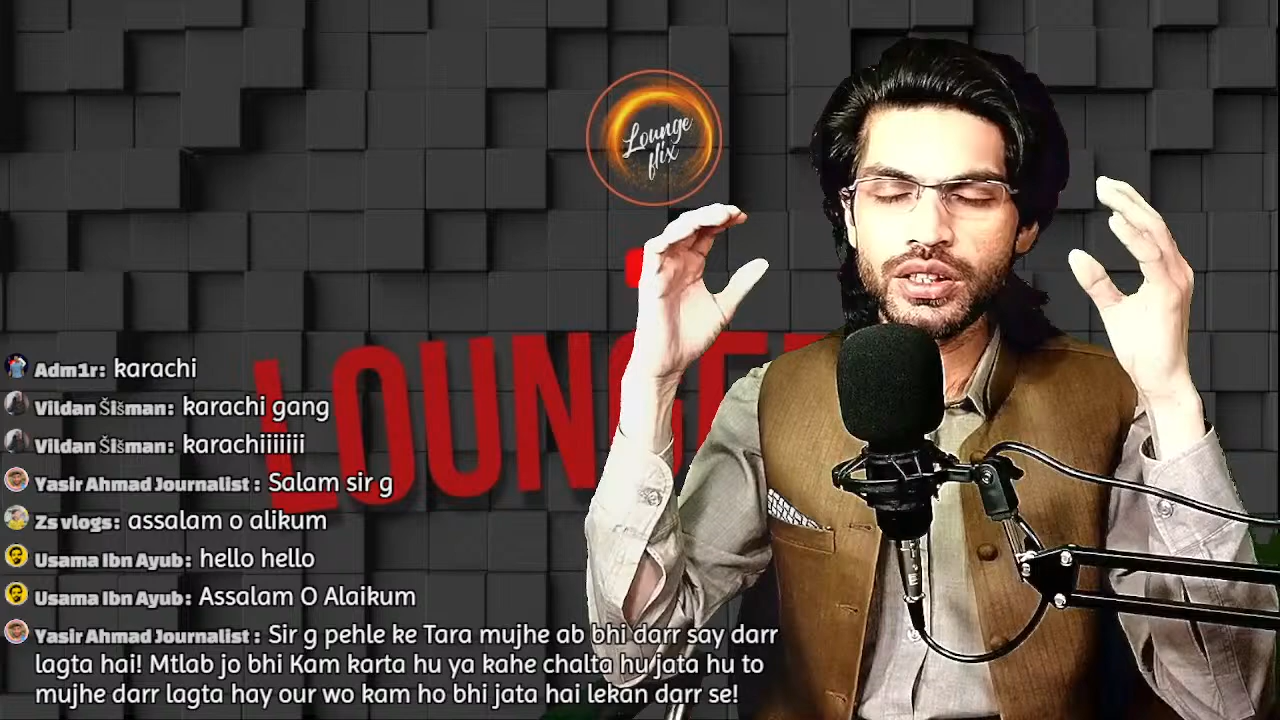 Lounge
flix
LOUNGE
Adm1r: karachi
Vildan Šišman: karachi gang
Vildan Šišman: karachiiiiiii
Yasir Ahmad Journalist : Salam sir g
Zs vlogs: assalam o alikum
Usama Ibn Ayub: hello hello
Usama Ibn Ayub: Assalam O Alaikum
Yasir Ahmad Journalist : Sir g pehle ke Tara mujhe ab bhi darr say darr
lagta hai! Mtlab jo bhi Kam karta hu ya kahe chalta hu jata hu to
mujhe darr lagta hay our wo kam ho bhi jata hai lekan darr se!